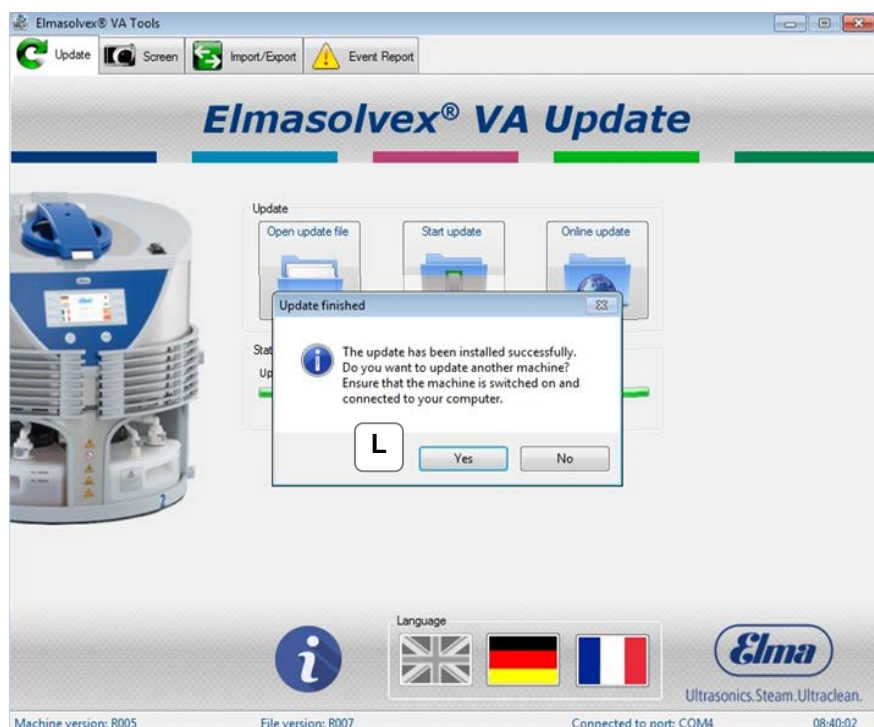 Elmasolvex® VA Tools
Update Screen Import/Export Event Report
Elmasolvex® VA Update
Update
Open update file Start update Online update
Update finished
The update has been installed successfully.
Do you want to update another machine?
Ensure that the machine is switched on and
connected to your computer.
L
Yes No
Language
Elma
Ultrasonics.Steam.Ultraclean.
Machine version: R005 File version: R007 Connected to port: COM4 08:40:02